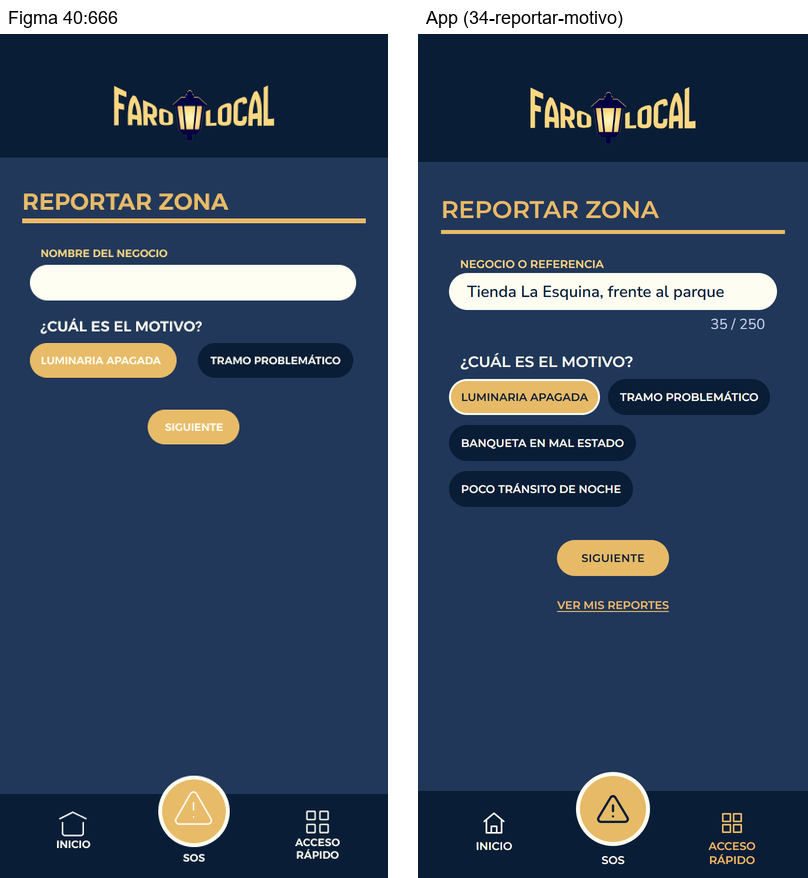 Figma 40:666
FARO LOCAL
REPORTAR ZONA
NOMBRE DEL NEGOCIO
¿CUÁL ES EL MOTIVO?
LUMINARIA APAGADA
TRAMO PROBLEMÁTICO
SIGUIENTE
INICIO
SOS
ACCESO
RÁPIDO
App (34-reportar-motivo)
FARO LOCAL
REPORTAR ZONA
NEGOCIO O REFERENCIA
Tienda La Esquina, frente al parque
35 / 250
¿CUÁL ES EL MOTIVO?
LUMINARIA APAGADA
TRAMO PROBLEMÁTICO
BANQUETA EN MAL ESTADO
POCO TRÁNSITO DE NOCHE
SIGUIENTE
VER MIS REPORTES
INICIO
SOS
ACCESO
RÁPIDO